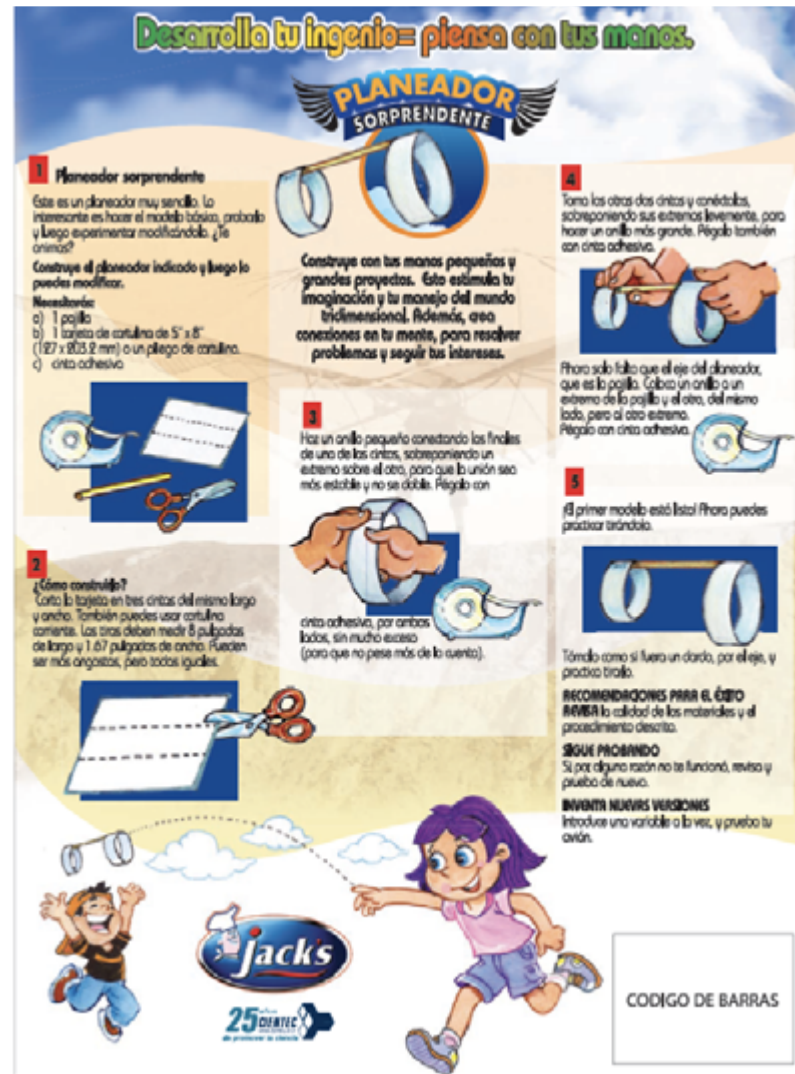 Desarrolla tu ingenio= piensa con tus manos.
PLANEADOR
SORPRENDENTE
1 Planeador sorprendente
Este es un planeador muy sencillo. Lo
interesante es hacer el modelo básico, probarlo
y luego experimentar modificándolo. ¿Te
animas?
Construye el planeador indicado y luego lo
puedes modificar.
Necesitarás:
a) 1 pajilla
b) 1 tarjeta de cartulina de 5" x 8"
(127 x 203.2 mm) o un pliego de cartulina.
c) cinta adhesiva
2
¿Cómo construirlo?
Corta la tarjeta en tres cintas del mismo largo
y ancho. También puedes usar cartulina
corriente. Las tiras deben medir 8 pulgadas
de largo y 1.67 pulgadas de ancho. Pueden
ser más angostas, pero todas iguales.
Construye con tus manos pequeños y
grandes proyectos. Esto estimula tu
imaginación y tu manejo del mundo
tridimensional. Además, crea
conexiones en tu mente, para resolver
problemas y seguir tus intereses.
3
Haz un anillo pequeño conectando los finales
de una de las cintas, sobreponiendo un
extremo sobre el otro, para que la unión sea
más estable y no se doble. Pégalo con
cinta adhesiva, por ambos
lados, sin mucho exceso
(para que no pese más de la cuenta).
4
Toma las otras dos cintas y conéctalas,
sobreponiendo sus extremos levemente, para
hacer un anillo más grande. Pégalo también
con cinta adhesiva.
Ahora solo falta que el eje del planeador,
que es la pajilla. Coloca un anillo a un
extremo de la pajilla y el otro, del mismo
lado, pero al otro extremo.
Pégalo con cinta adhesiva.
5
¡El primer modelo está listo! Ahora puedes
practicar tirándolo.
Tómalo como si fuera un dardo, por el eje, y
practica tirarlo.
RECOMENDACIONES PARA EL ÉXITO
REVISA la calidad de los materiales y el
procedimiento descrito.
SIGUE PROBANDO
Si, por alguna razón no te funcionó, revisa y
prueba de nuevo.
INVENTA NUEVAS VERSIONES
Introduce una variable a la vez, y prueba tu
avión.
jack's
25 CIENTEC
de promover la ciencia
CODIGO DE BARRAS